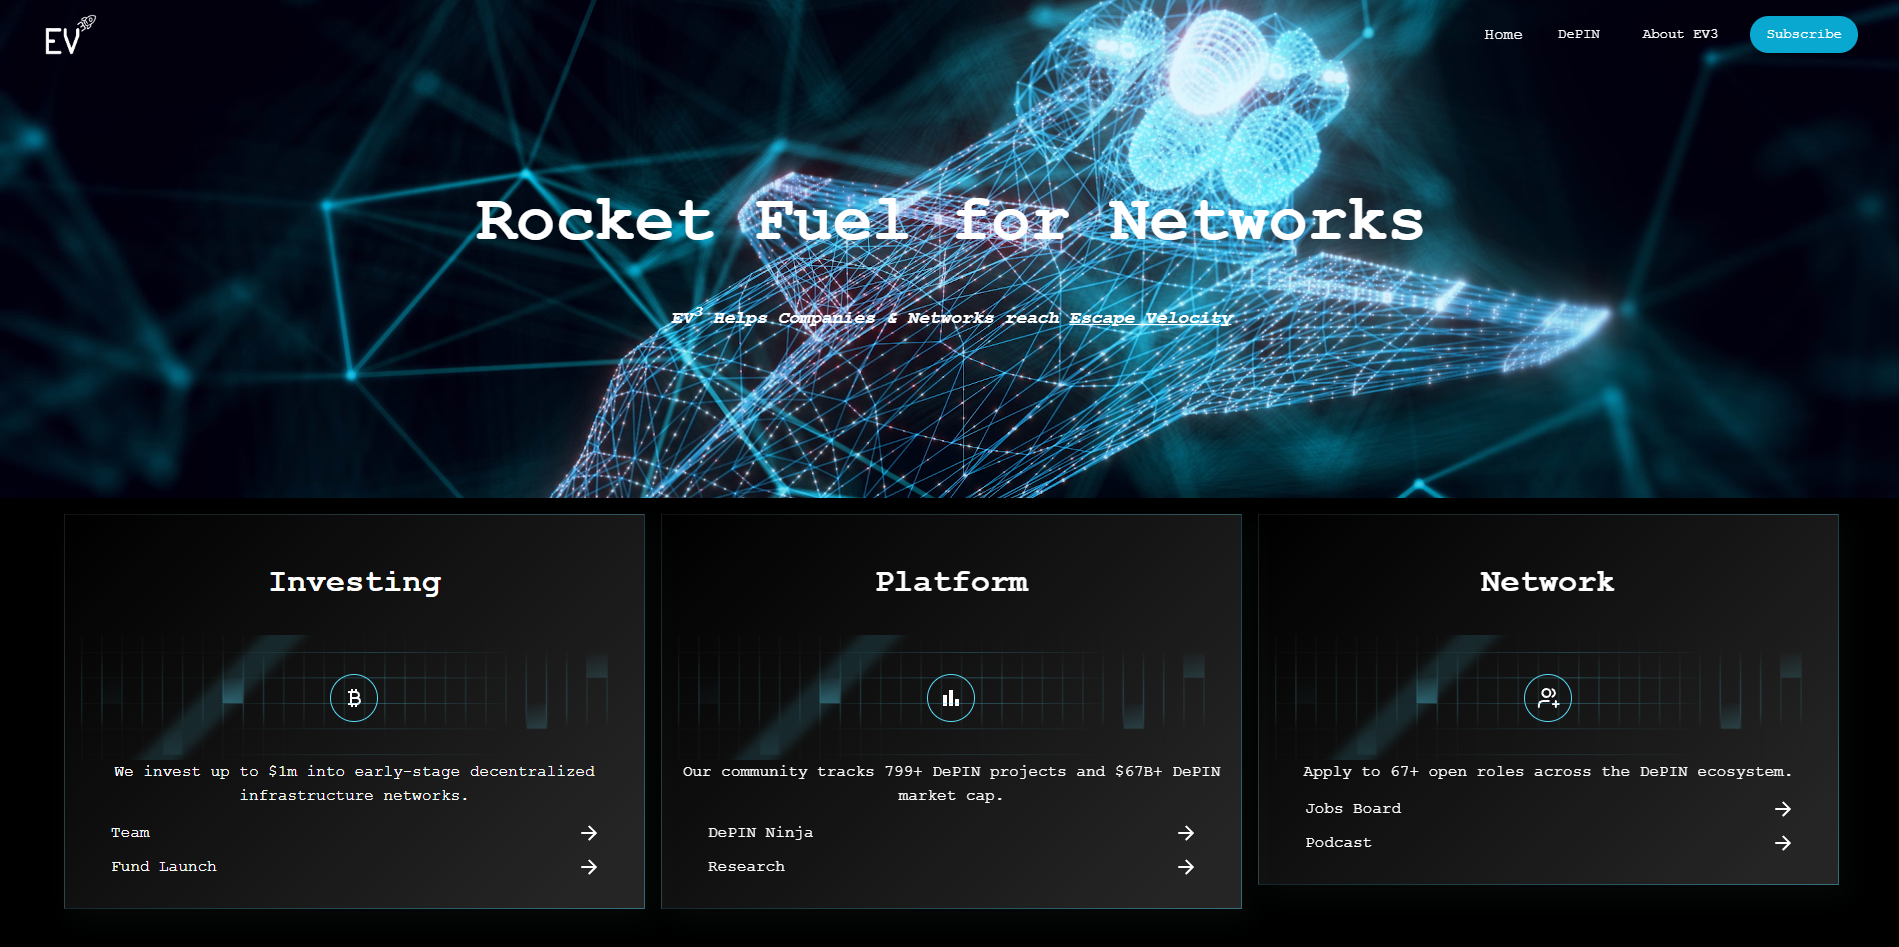 EV
Home
DePIN
About EV3
Subscribe
Rocket Fuel for Networks
EV³ Helps Companies & Networks reach Escape Velocity
Investing
We invest up to $1m into early-stage decentralized
infrastructure networks.
Team
Fund Launch
Platform
Our community tracks 799+ DePIN projects and $67B+ DePIN
market cap.
DePIN Ninja
Research
Network
Apply to 67+ open roles across the DePIN ecosystem.
Jobs Board
Podcast